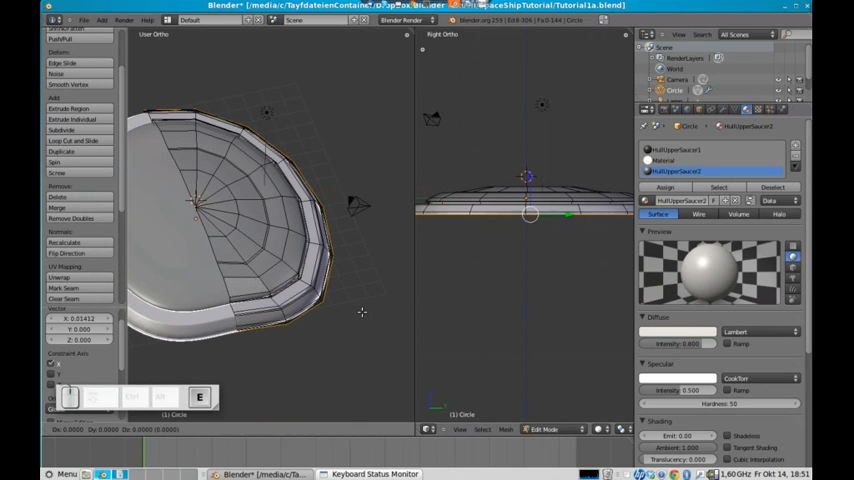 Blender* [/media/c/TayfdateienContain
paceShipTutorial/Tutorial1a.blend]
File Add Render Help
Default
Scene
Blender Render
blender.org 259 | Ed:6-306 | Fa:0-144 | Circle
Push/Pull
Deform:
Edge Slide
Noise
Smooth Vertex
Add
Extrude Region
Extrude Individual
Subdivide
Loop Cut and Slide
Duplicate
Spin
Screw
Remove:
Delete
Merge
Remove Doubles
Normals:
Recalculate
Flip Direction
UV Mapping:
Unwrap
Mark Seam
Clear Seam
Vector
X: 0.01412
Y: 0.000
Z: 0.000
Constraint Axis
X
Y
Ctrl
Alt
E
User Ortho
(1) Circle
Dx: 0.0000 Dy: 0.0000 Dz: 0.0000 (0.0000)
Right Ortho
(1) Circle
View Select Mesh
Edit Mode
View Search
All Scenes
Scene
RenderLayers
World
Camera
Circle
Circle
HullUpperSaucer2
HullUpperSaucer1
Material
HullUpperSaucer2
Assign
Select
Deselect
HullUpperSaucer2
F
Data
Surface
Wire
Volume
Halo
Preview
Diffuse
Lambert
Intensity: 0.800
Ramp
Specular
CookTorr
Intensity: 0.500
Ramp
Hardness: 50
Shading
Emit: 0.00
Shadeless
Ambient: 1.000
Tangent Shading
Translucency: 0.000
Cubic Interpolation
Menu
Blender* [/media/c/Ta...
Keyboard Status Monitor
1,60GHz Fr Okt 14, 18:51